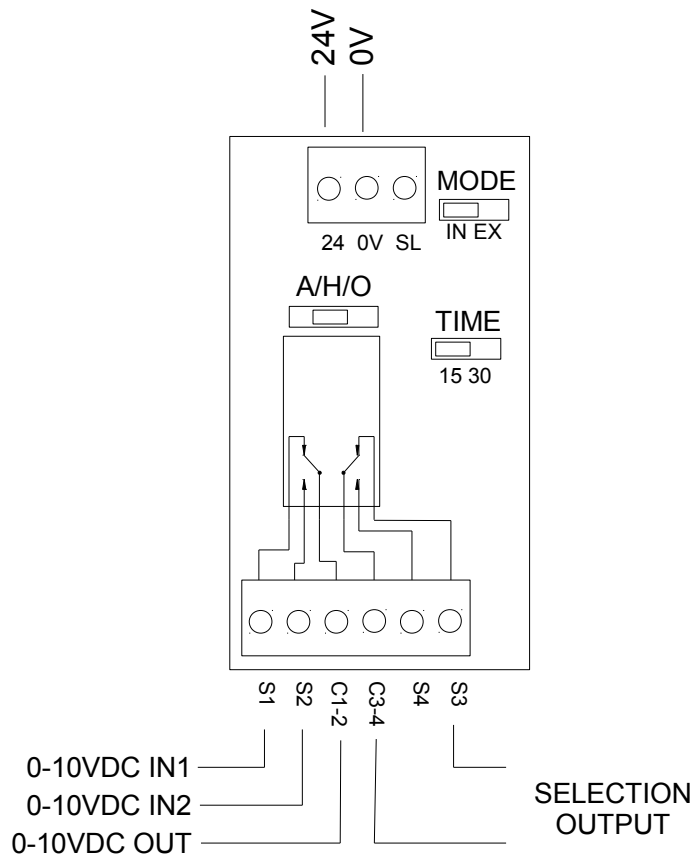 24V
0V
MODE
IN EX
24 0V SL
A/H/O
TIME
15 30
S1
S2
C1-2
C3-4
S4
S3
0-10VDC IN1
0-10VDC IN2
0-10VDC OUT
SELECTION
OUTPUT